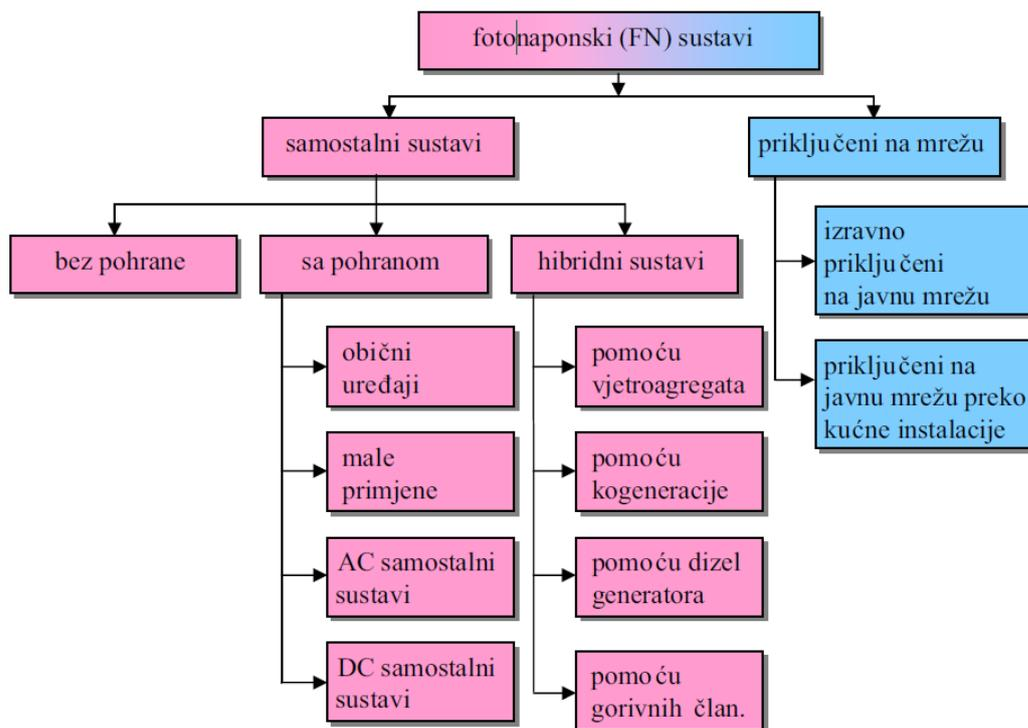 fotonaponski (FN) sustavi
samostalni sustavi
priključeni na mrežu
bez pohrane
sa pohranom
hibridni sustavi
izravno
priključeni
na javnu mrežu
obični
uređaji
pomoću
vjetroagregata
priključeni na
javnu mrežu preko
kućne instalacije
male
primjene
pomoću
kogeneracije
AC samostalni
sustavi
pomoću dizel
generatora
DC samostalni
sustavi
pomoću
gorivnih član.